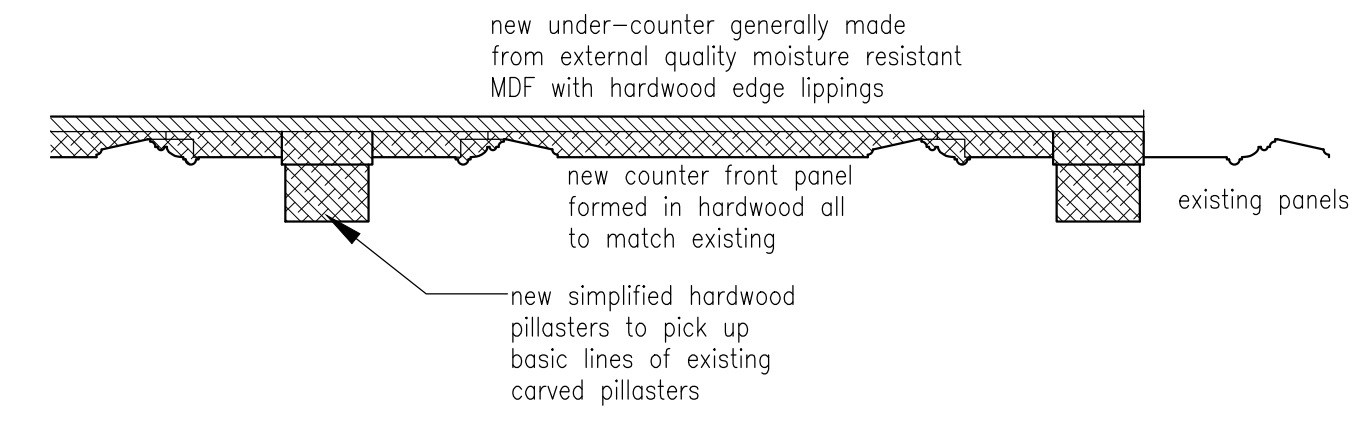 new under-counter generally made
from external quality moisture resistant
MDF with hardwood edge lippings
new counter front panel
formed in hardwood all
to match existing
existing panels
new simplified hardwood
pillasters to pick up
basic lines of existing
carved pillasters